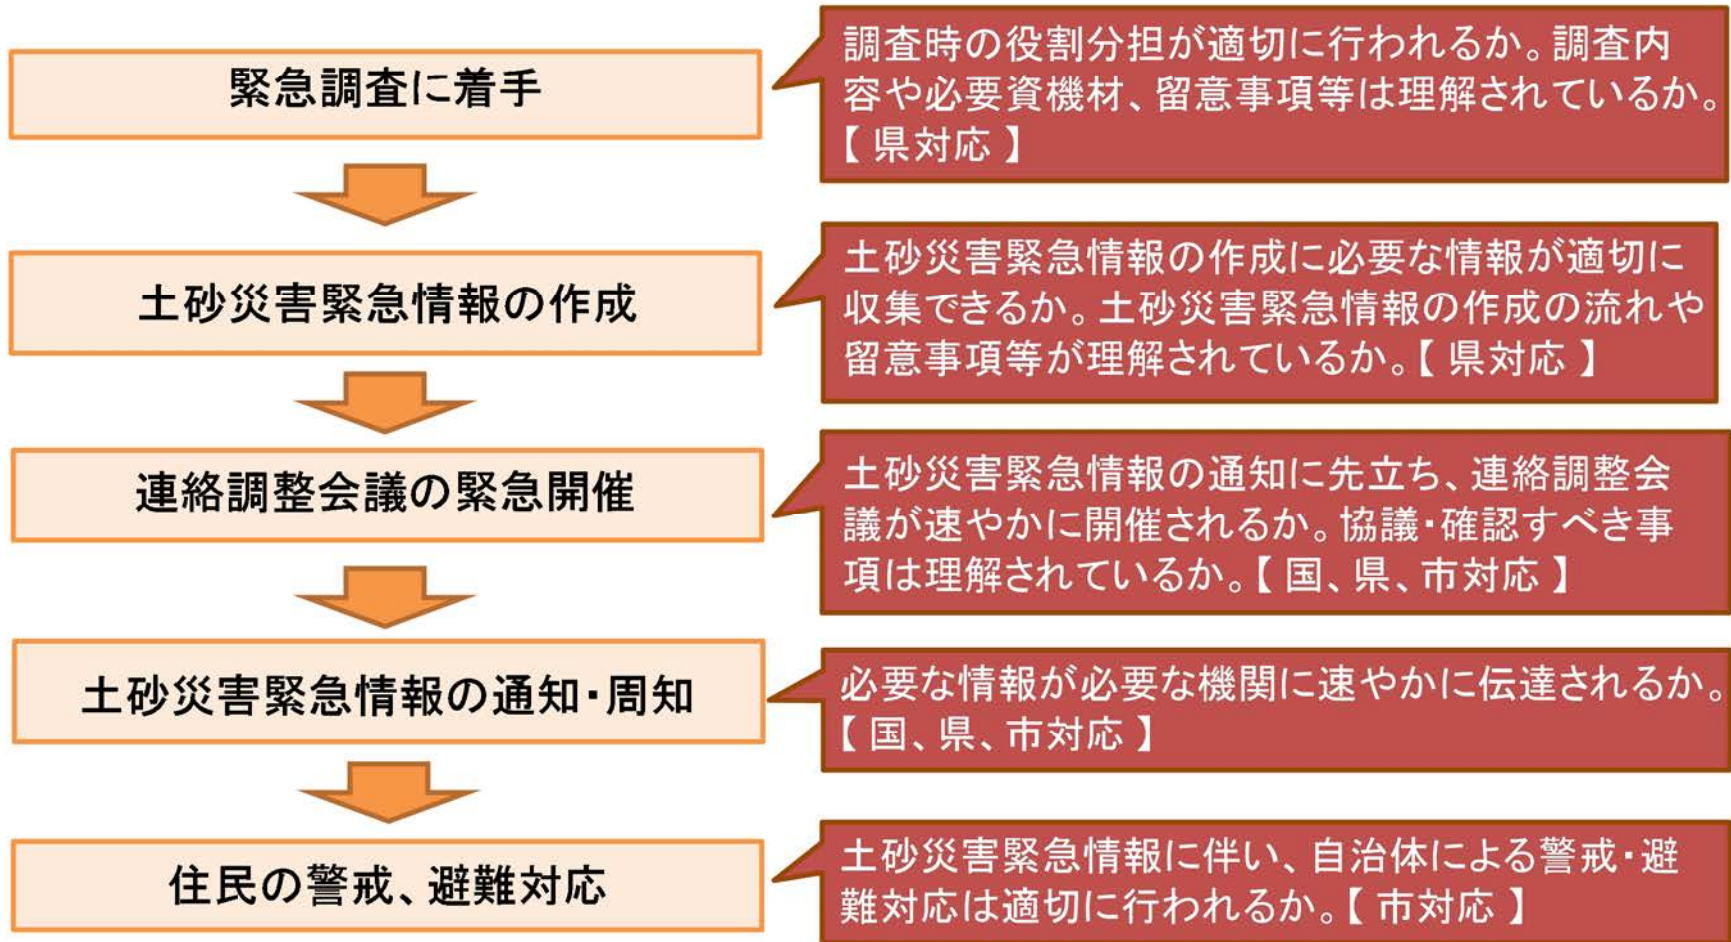 緊急調査に着手
調査時の役割分担が適切に行われるか。調査内
容や必要資機材、留意事項等は理解されているか。
【 県対応 】
土砂災害緊急情報の作成
土砂災害緊急情報の作成に必要な情報が適切に
収集できるか。土砂災害緊急情報の作成の流れや
留意事項等が理解されているか。【 県対応 】
連絡調整会議の緊急開催
土砂災害緊急情報の通知に先立ち、連絡調整会
議が速やかに開催されるか。協議・確認すべき事
項は理解されているか。【 国、県、市対応 】
土砂災害緊急情報の通知・周知
必要な情報が必要な機関に速やかに伝達されるか。
【 国、県、市対応 】
住民の警戒、避難対応
土砂災害緊急情報に伴い、自治体による警戒・避
難対応は適切に行われるか。【 市対応 】